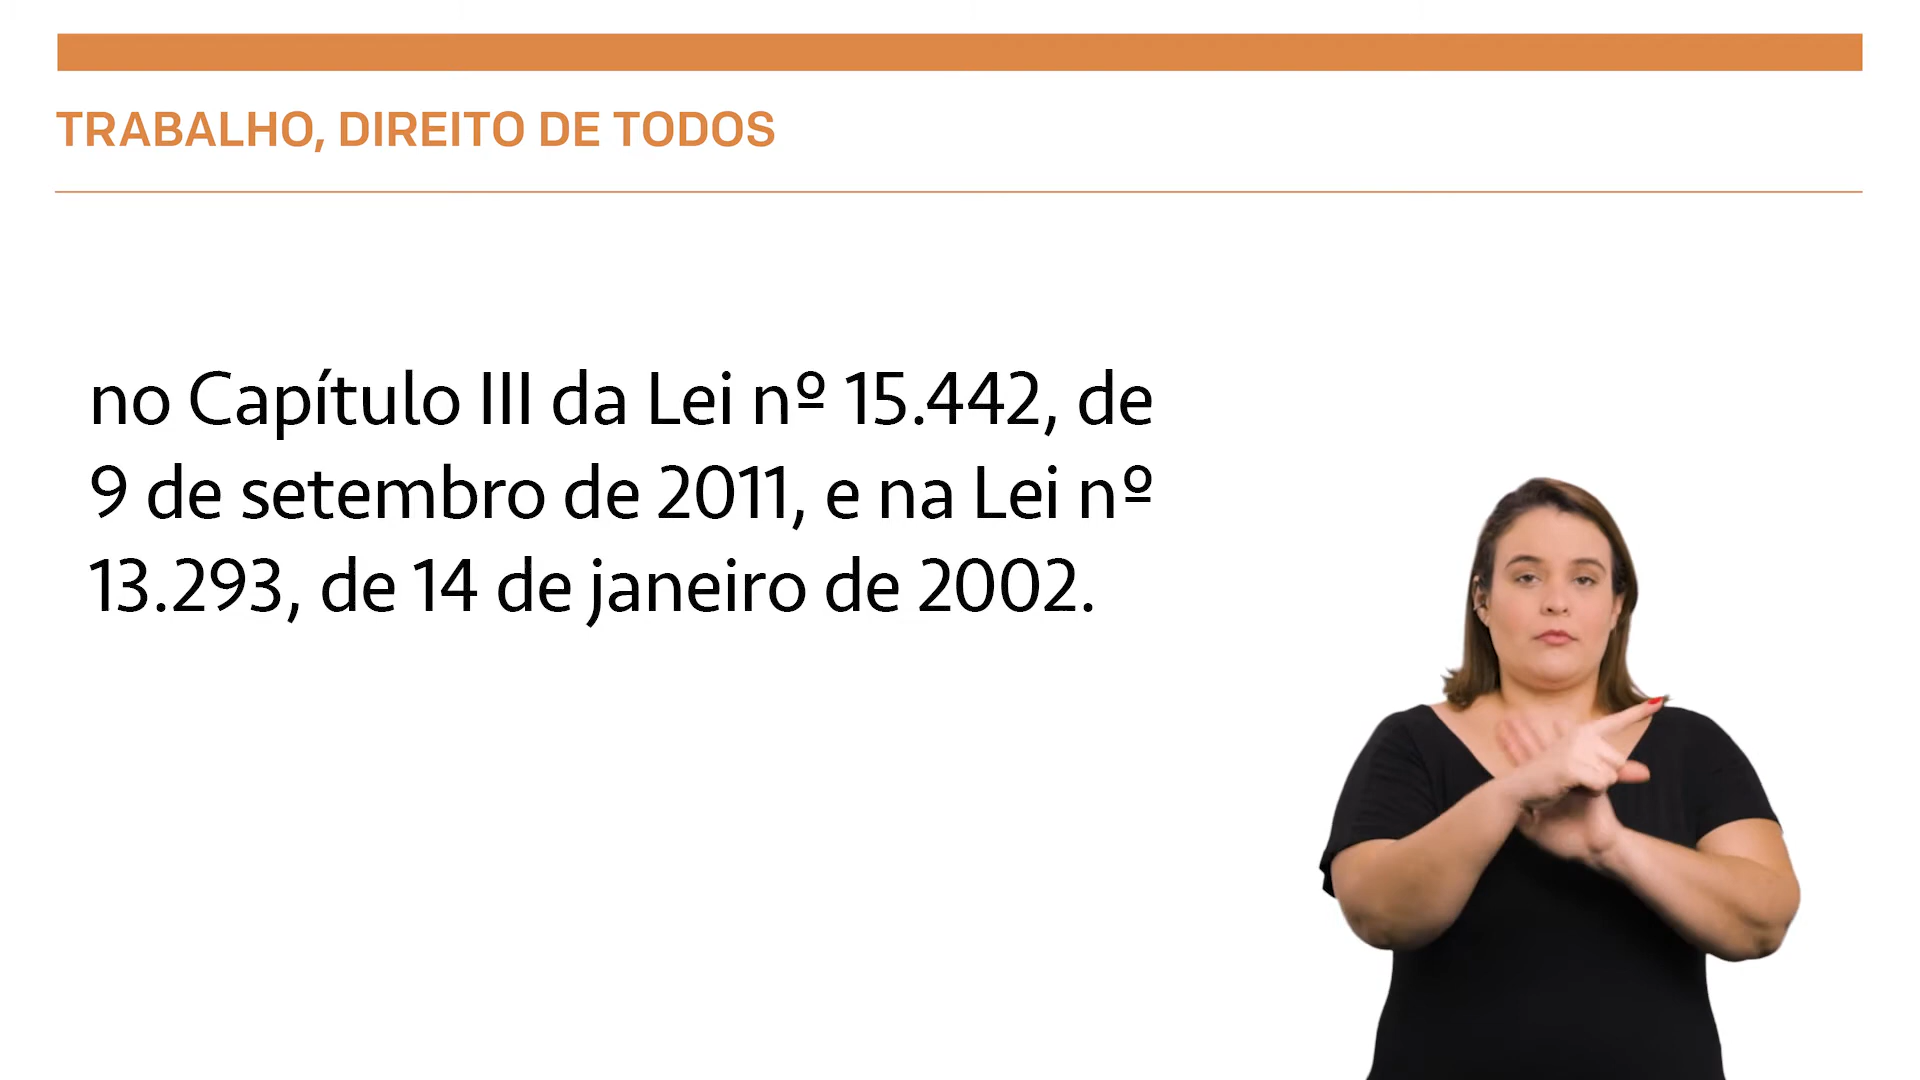 TRABALHO, DIREITO DE TODOS
no Capítulo III da Lei nº 15.442, de
9 de setembro de 2011, e na Lei nº
13.293, de 14 de janeiro de 2002.